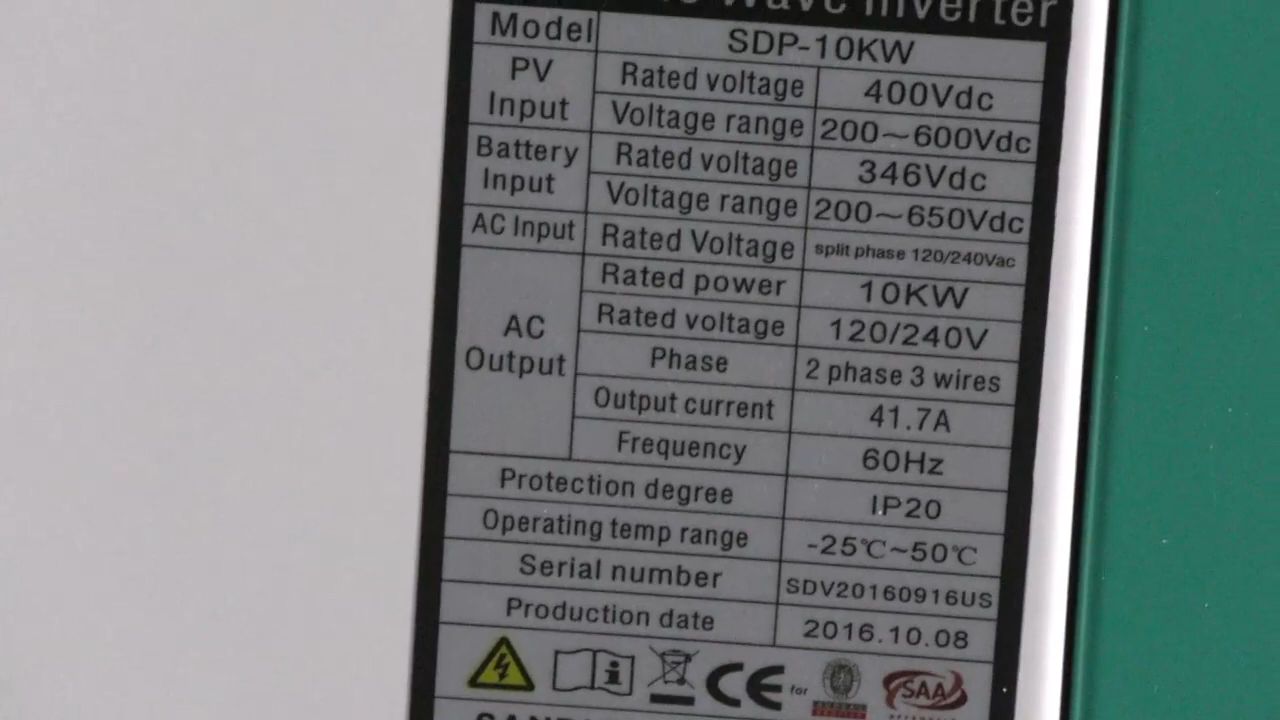 Wave Inverter
Model SDP-10KW
PV Input Rated voltage 400Vdc
Voltage range 200~600Vdc
Battery Input Rated voltage 346Vdc
Voltage range 200~650Vdc
AC Input Rated Voltage split phase 120/240Vac
AC Output Rated power 10KW
Rated voltage 120/240V
Phase 2 phase 3 wires
Output current 41.7A
Frequency 60Hz
Protection degree IP20
Operating temp range -25℃~50℃
Serial number SDV20160916US
Production date 2016.10.08
CE for SAA